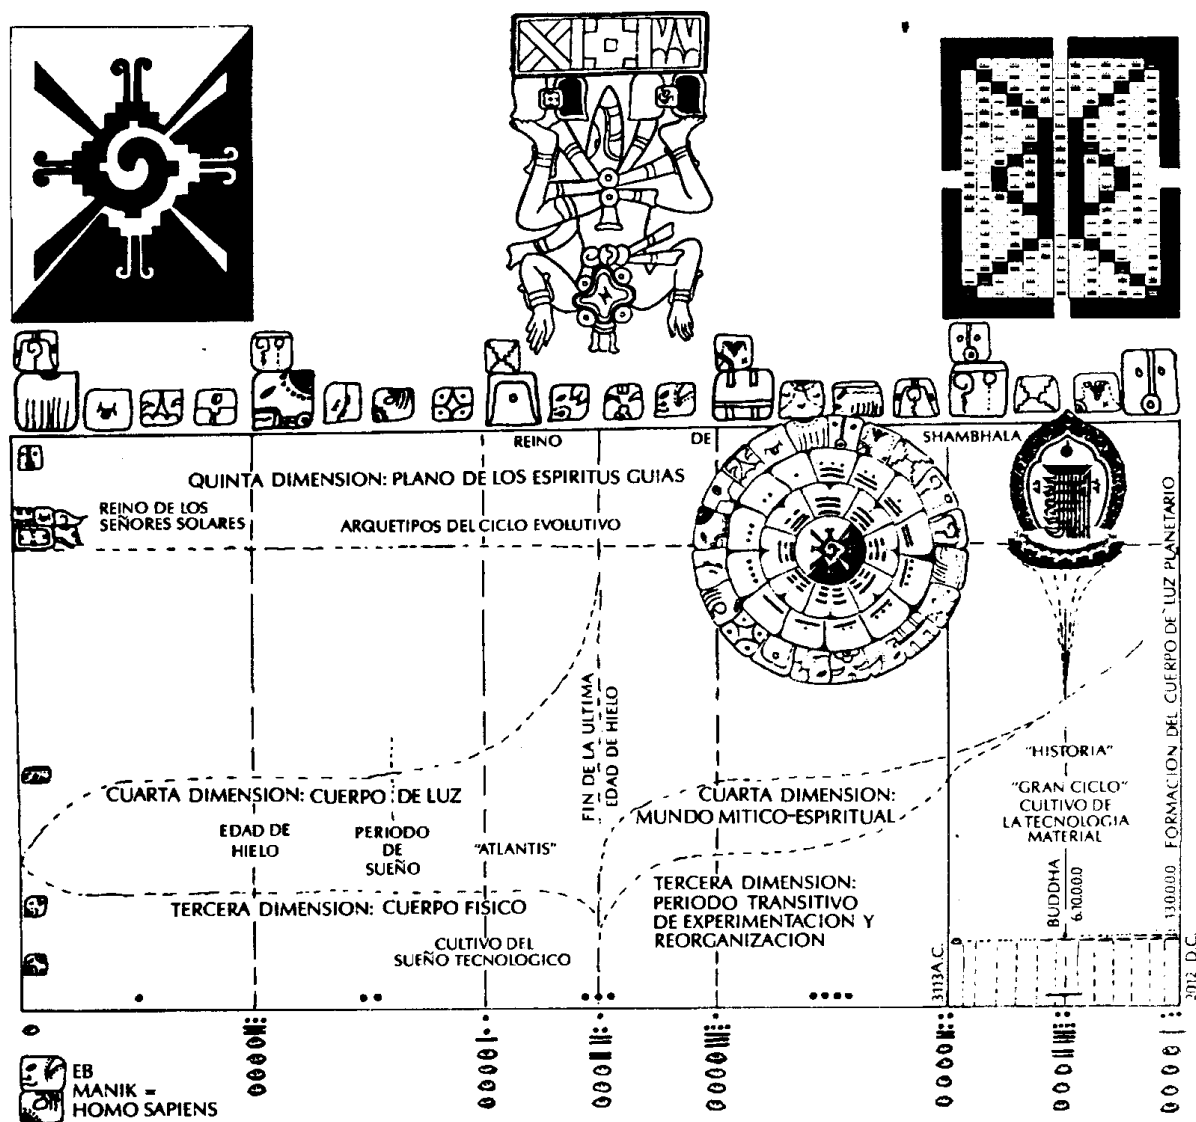 REINO DE SHAMBHALA
QUINTA DIMENSION: PLANO DE LOS ESPIRITUS GUIAS
REINO DE LOS
SEÑORES SOLARES
ARQUETIPOS DEL CICLO EVOLUTIVO
FIN DE LA ULTIMA
EDAD DE HIELO
CUARTA DIMENSION: CUERPO DE LUZ
EDAD DE
HIELO
PERIODO
DE
SUEÑO
"ATLANTIS"
TERCERA DIMENSION: CUERPO FISICO
CULTIVO DEL
SUEÑO TECNOLOGICO
CUARTA DIMENSION:
MUNDO MITICO-ESPIRITUAL
TERCERA DIMENSION:
PERIODO TRANSITIVO
DE EXPERIMENTACION Y
REORGANIZACION
"HISTORIA"
"GRAN CICLO"
CULTIVO DE
LA TECNOLOGIA
MATERIAL
BUDDHA
6.10.0.0.0
3113 A.C.
13.0.0.0.0 FORMACION DEL CUERPO DE LUZ PLANETARIO
2012 D.C.
EB
MANIK =
HOMO SAPIENS